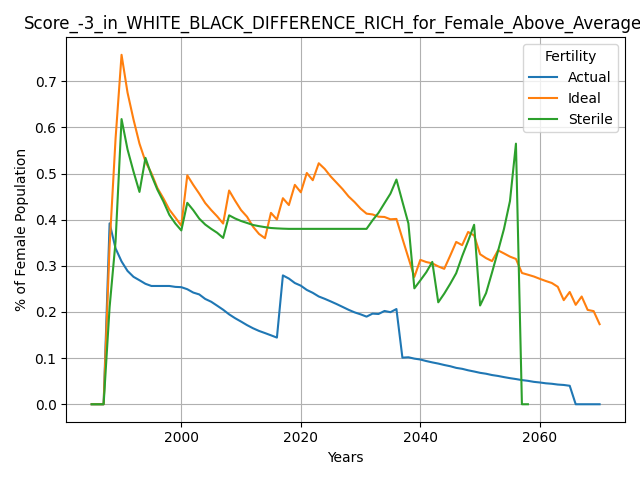 Score_-3_in_WHITE_BLACK_DIFFERENCE_RICH_for_Female_Above_Average
Fertility
Actual
Ideal
Sterile
% of Female Population
0.7
0.6
0.5
0.4
0.3
0.2
0.1
0.0
2000
2020
2040
2060
Years